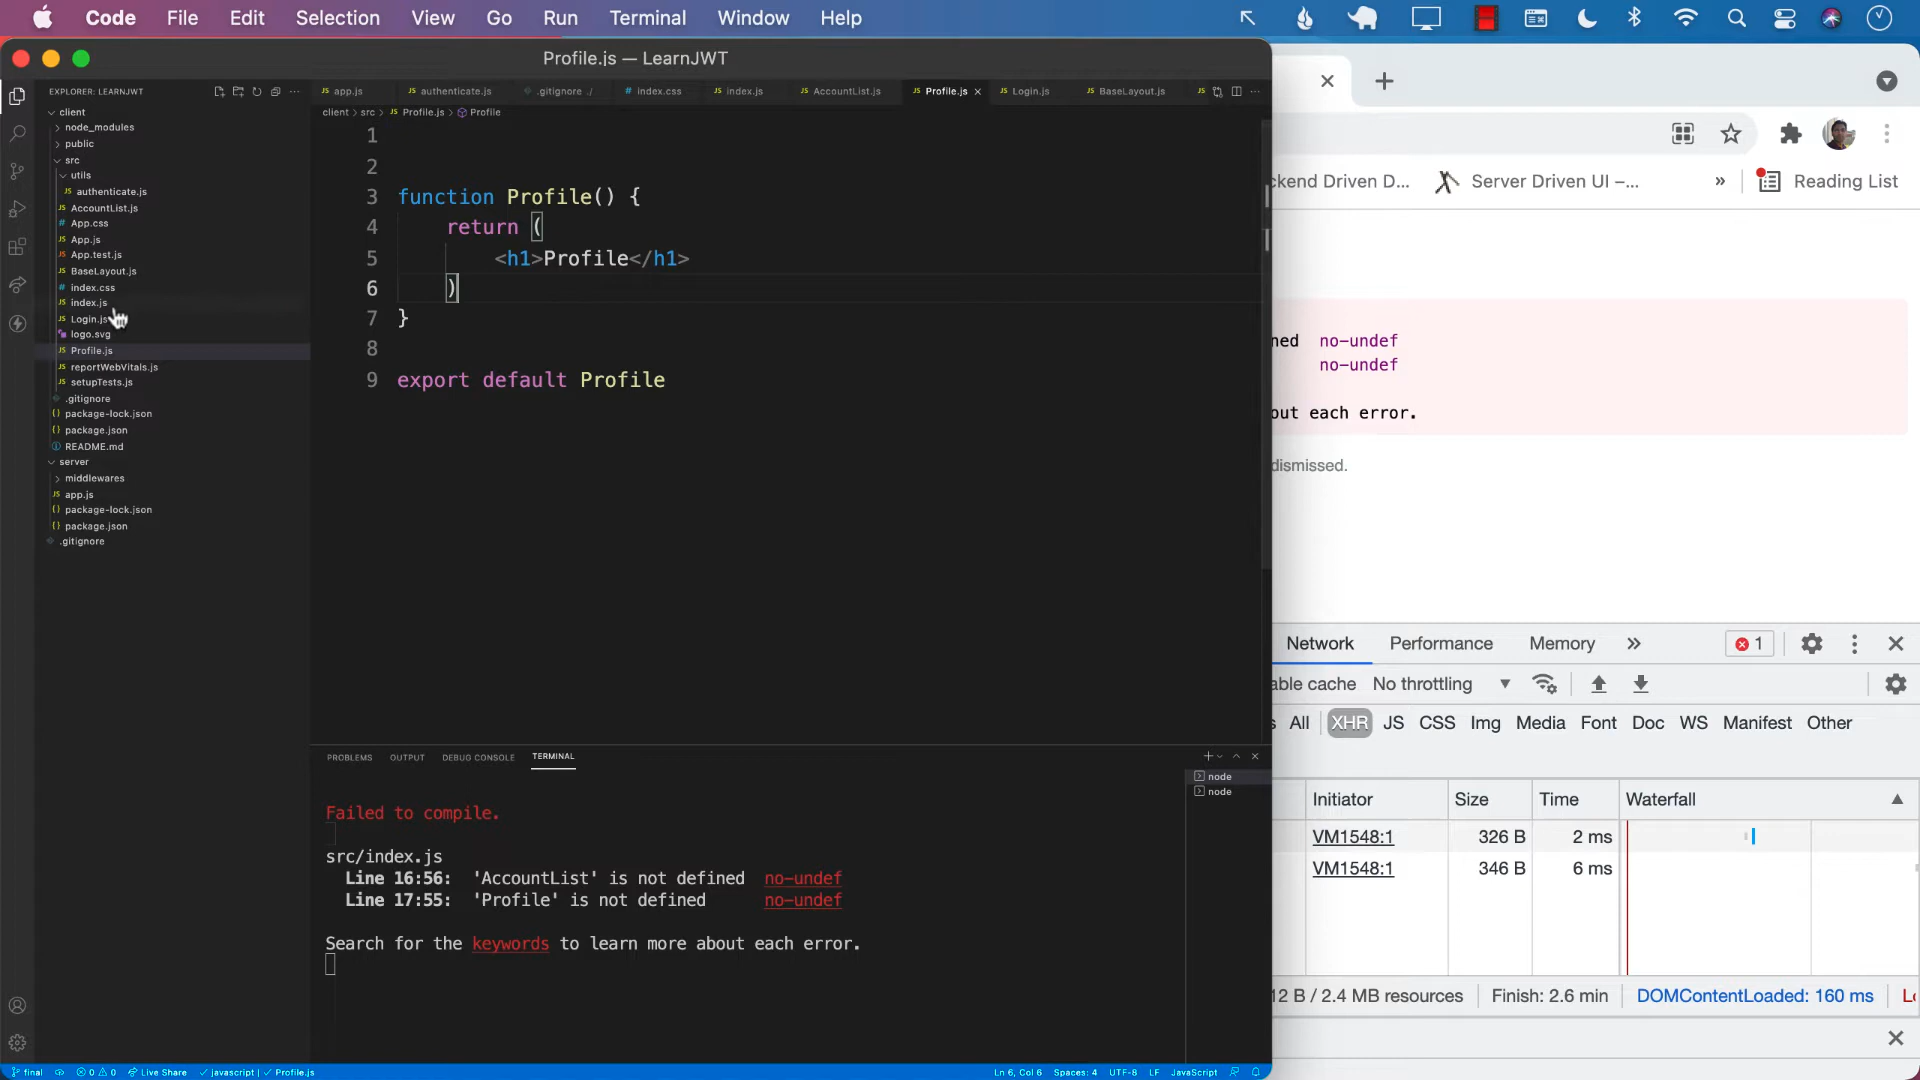 Code File Edit Selection View Go Run Terminal Window Help
Profile.js — LearnJWT
EXPLORER: LEARNJWT
client
node_modules
public
src
utils
authenticate.js
AccountList.js
App.css
App.js
App.test.js
BaseLayout.js
index.css
index.js
Login.js
logo.svg
Profile.js
reportWebVitals.js
setupTests.js
.gitignore
package-lock.json
package.json
README.md
server
middlewares
app.js
package-lock.json
package.json
.gitignore
app.js authenticate.js .gitignore ./ index.css index.js AccountList.js Profile.js Login.js BaseLayout.js
client > src > Profile.js > Profile
1
2
3 function Profile() {
4 return (
5 <h1>Profile</h1>
6 )
7 }
8
9 export default Profile
PROBLEMS OUTPUT DEBUG CONSOLE TERMINAL
node
node
Failed to compile.
src/index.js
Line 16:56: 'AccountList' is not defined no-undef
Line 17:55: 'Profile' is not defined no-undef
Search for the keywords to learn more about each error.
final 0 0 Live Share javascript | Profile.js
Ln 6, Col 6 Spaces: 4 UTF-8 LF JavaScript
ckend Driven D... Server Driven UI –... » Reading List
ned no-undef
no-undef
out each error.
dismissed.
Network Performance Memory » 1
able cache No throttling
s All XHR JS CSS Img Media Font Doc WS Manifest Other
Initiator Size Time Waterfall
VM1548:1 326 B 2 ms
VM1548:1 346 B 6 ms
12 B / 2.4 MB resources Finish: 2.6 min DOMContentLoaded: 160 ms Lo